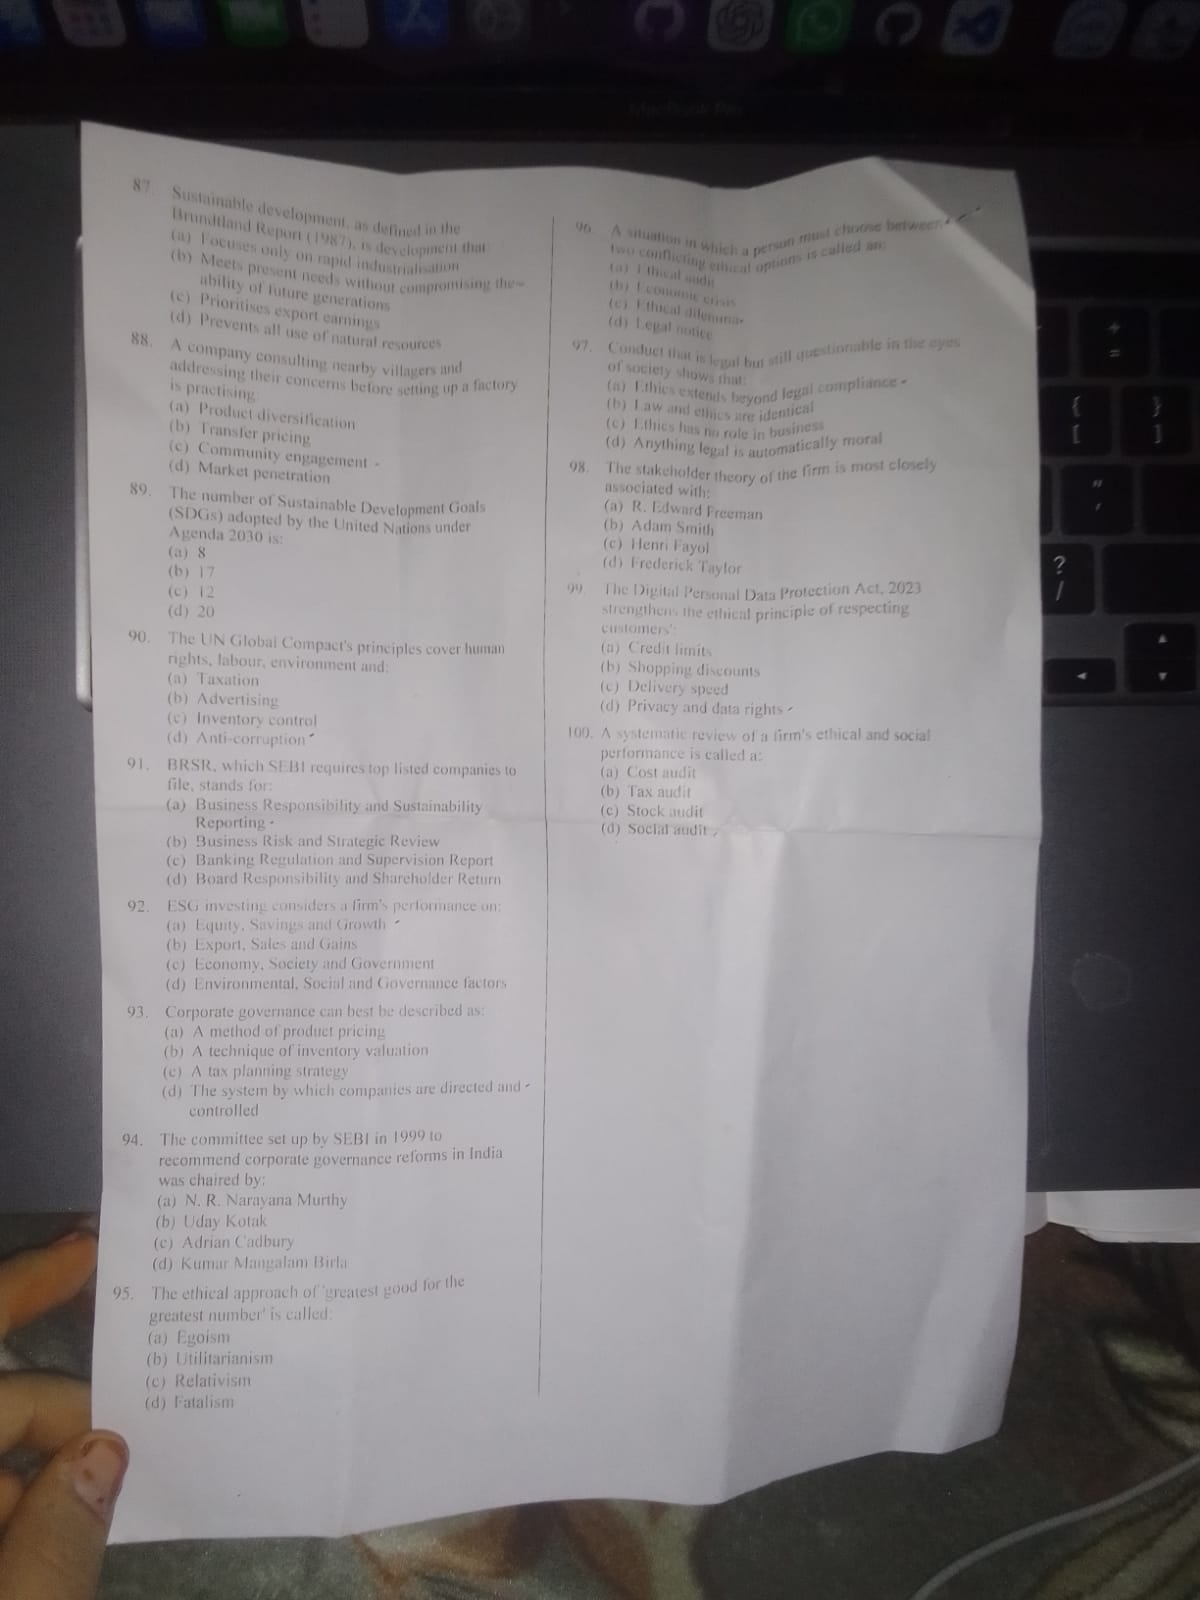 MacBook Pro
87. Sustainable development, as defined in the
Brundtland Report (1987), is development that
(a) Focuses only on rapid industrialisation
(b) Meets present needs without compromising the
ability of future generations
(c) Prioritises export earnings
(d) Prevents all use of natural resources
88. A company consulting nearby villagers and
addressing their concerns before setting up a factory
is practising:
(a) Product diversification
(b) Transfer pricing
(c) Community engagement
(d) Market penetration
89. The number of Sustainable Development Goals
(SDGs) adopted by the United Nations under
Agenda 2030 is:
(a) 8
(b) 17
(c) 12
(d) 20
90. The UN Global Compact's principles cover human
rights, labour, environment and:
(a) Taxation
(b) Advertising
(c) Inventory control
(d) Anti-corruption
91. BRSR, which SEBI requires top listed companies to
file, stands for:
(a) Business Responsibility and Sustainability
Reporting
(b) Business Risk and Strategic Review
(c) Banking Regulation and Supervision Report
(d) Board Responsibility and Shareholder Return
92. ESG investing considers a firm's performance on:
(a) Equity, Savings and Growth
(b) Export, Sales and Gains
(c) Economy, Society and Government
(d) Environmental, Social and Governance factors
93. Corporate governance can best be described as:
(a) A method of product pricing
(b) A technique of inventory valuation
(c) A tax planning strategy
(d) The system by which companies are directed and
controlled
94. The committee set up by SEBI in 1999 to
recommend corporate governance reforms in India
was chaired by:
(a) N. R. Narayana Murthy
(b) Uday Kotak
(c) Adrian Cadbury
(d) Kumar Mangalam Birla
95. The ethical approach of 'greatest good for the
greatest number' is called:
(a) Egoism
(b) Utilitarianism
(c) Relativism
(d) Fatalism
96. A situation in which a person must choose between
two conflicting ethical options is called an:
(a) Ethical audit
(b) Economic crisis
(c) Ethical dilemma
(d) Legal notice
97. Conduct that is legal but still questionable in the eyes
of society shows that:
(a) Ethics extends beyond legal compliance
(b) Law and ethics are identical
(c) Ethics has no role in business
(d) Anything legal is automatically moral
98. The stakeholder theory of the firm is most closely
associated with:
(a) R. Edward Freeman
(b) Adam Smith
(c) Henri Fayol
(d) Frederick Taylor
99. The Digital Personal Data Protection Act, 2023
strengthens the ethical principle of respecting
customers':
(a) Credit limits
(b) Shopping discounts
(c) Delivery speed
(d) Privacy and data rights
100. A systematic review of a firm's ethical and social
performance is called a:
(a) Cost audit
(b) Tax audit
(c) Stock audit
(d) Social audit
+
=
{
[
}
]
"
'
?
/